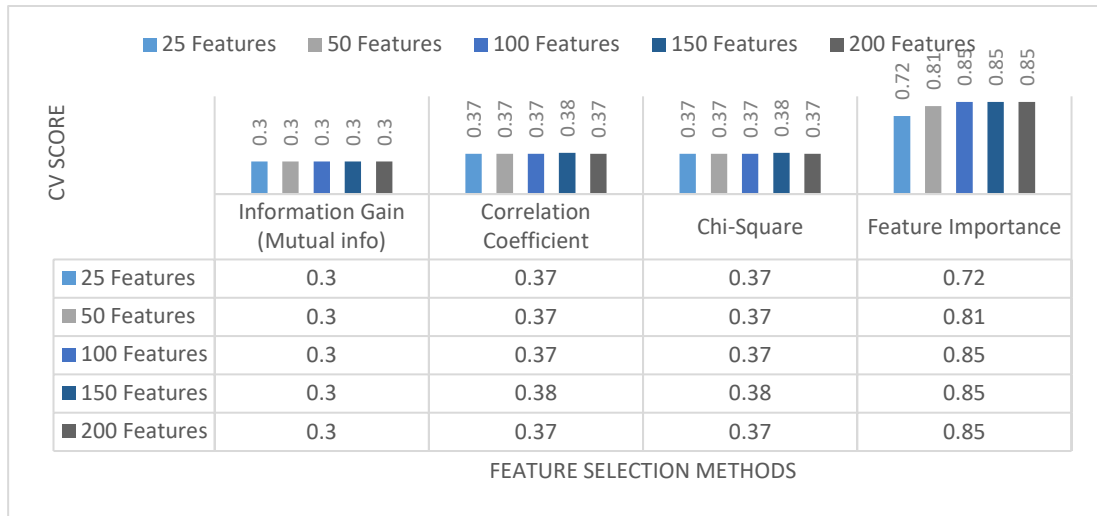 25 Features 50 Features 100 Features 150 Features 200 Features
CV SCORE
0.3 0.3 0.3 0.3 0.3 0.37 0.37 0.37 0.38 0.37 0.37 0.37 0.37 0.38 0.37 0.72 0.81 0.85 0.85 0.85
Information Gain (Mutual info) Correlation Coefficient Chi-Square Feature Importance
25 Features 0.3 0.37 0.37 0.72
50 Features 0.3 0.37 0.37 0.81
100 Features 0.3 0.37 0.37 0.85
150 Features 0.3 0.38 0.38 0.85
200 Features 0.3 0.37 0.37 0.85
FEATURE SELECTION METHODS